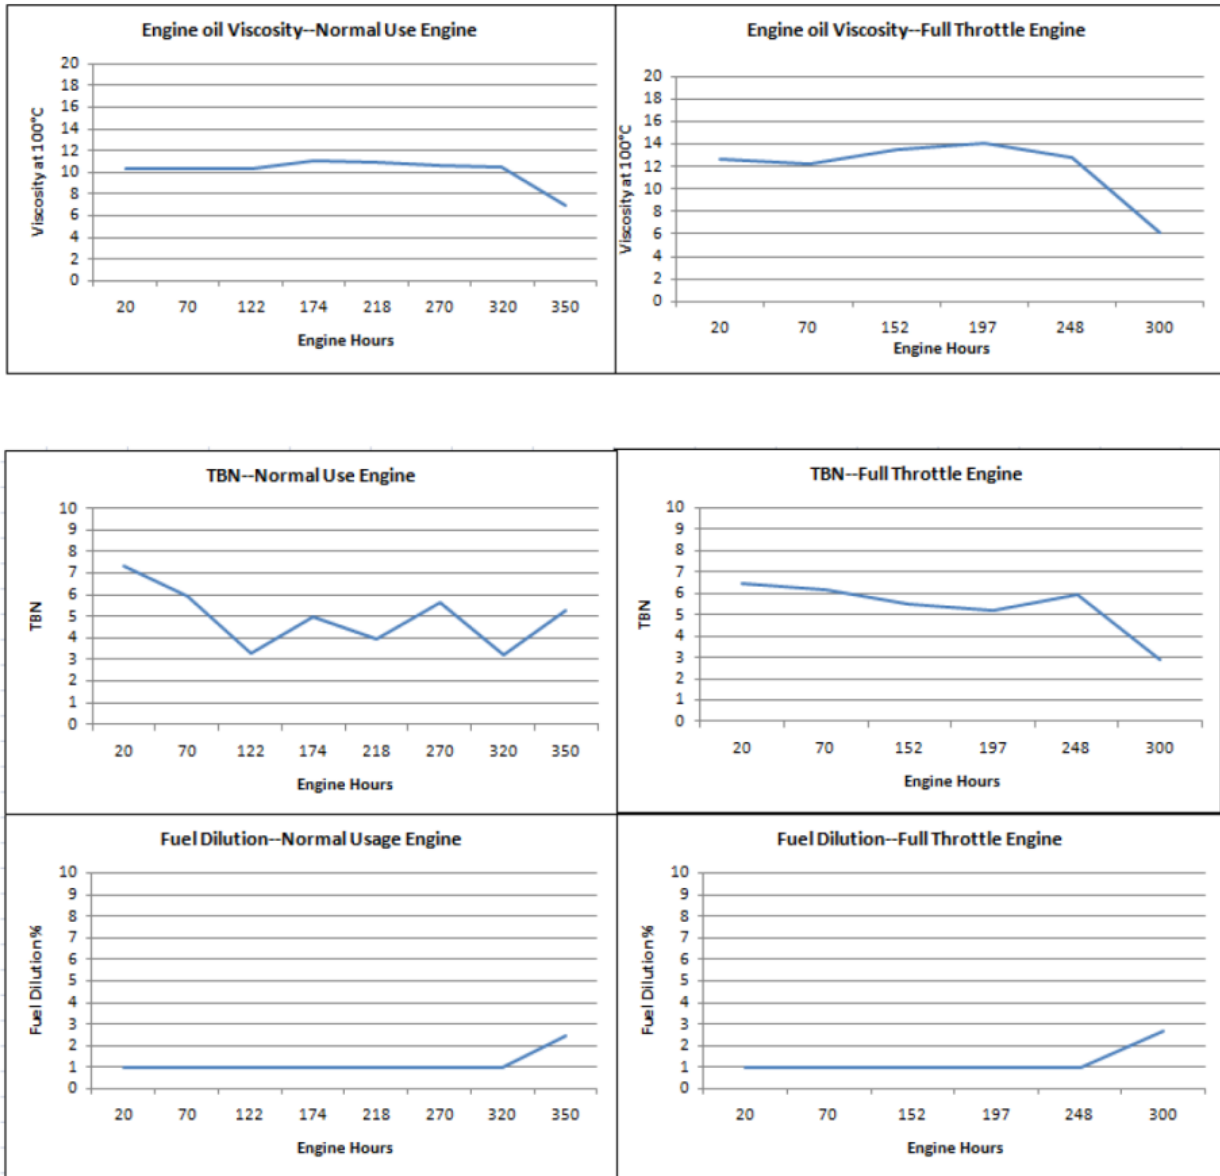 Engine oil Viscosity--Normal Use Engine
20
18
16
14
12
10
8
6
4
2
0
Viscosity at 100°C
20 70 122 174 218 270 320 350
Engine Hours
Engine oil Viscosity--Full Throttle Engine
20
18
16
14
12
10
8
6
4
2
0
Viscosity at 100°C
20 70 152 197 248 300
Engine Hours
TBN--Normal Use Engine
10
9
8
7
6
5
4
3
2
1
0
TBN
20 70 122 174 218 270 320 350
Engine Hours
TBN--Full Throttle Engine
10
9
8
7
6
5
4
3
2
1
0
TBN
20 70 152 197 248 300
Engine Hours
Fuel Dilution--Normal Usage Engine
10
9
8
7
6
5
4
3
2
1
0
Fuel Dilution%
20 70 122 174 218 270 320 350
Engine Hours
Fuel Dilution--Full Throttle Engine
10
9
8
7
6
5
4
3
2
1
0
Fuel Dilution%
20 70 152 197 248 300
Engine Hours